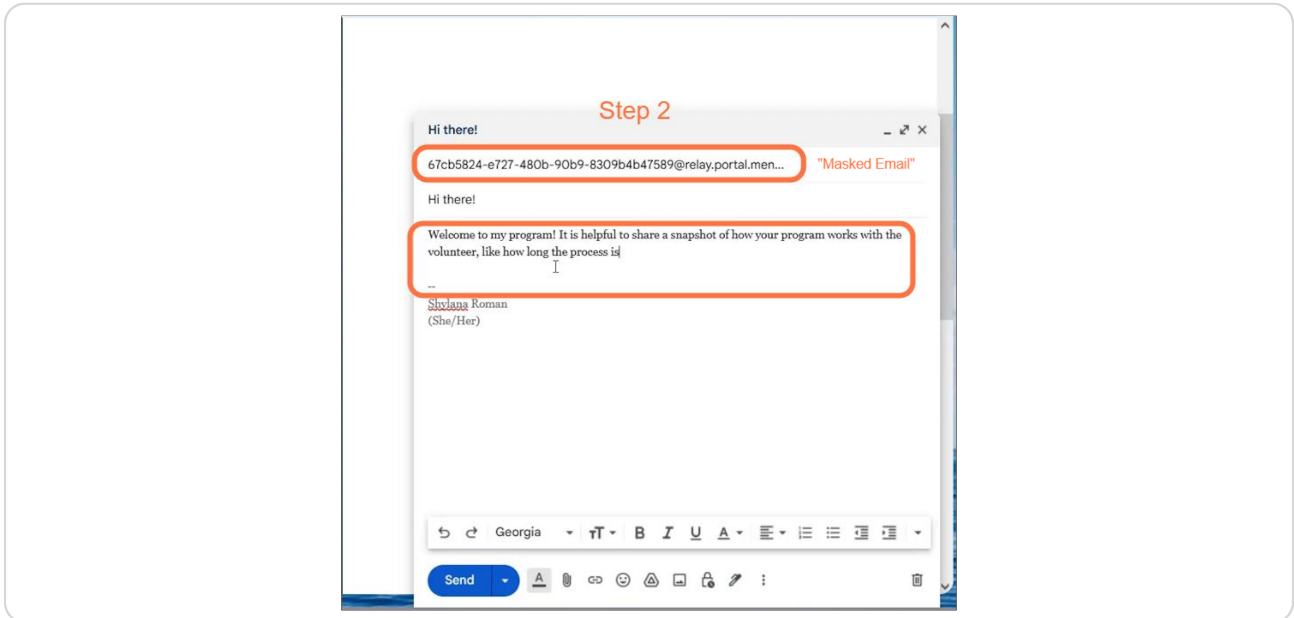 Step 2
Hi there!
67cb5824-e727-480b-90b9-8309b4b47589@relay.portal.men... "Masked Email"
Hi there!
Welcome to my program! It is helpful to share a snapshot of how your program works with the
volunteer, like how long the process is
--
Shylana Roman
(She/Her)
Georgia
Send